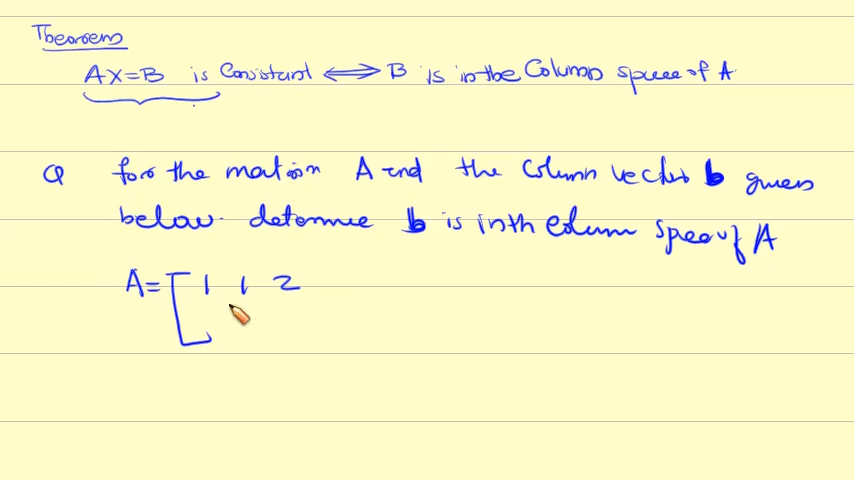 Theorem
AX=B is Consistant ⟺ B is in the Column space of A
Q for the matrix A and the Column vector b given
below. determine b is in th Column space of A
A=[ 1 1 2